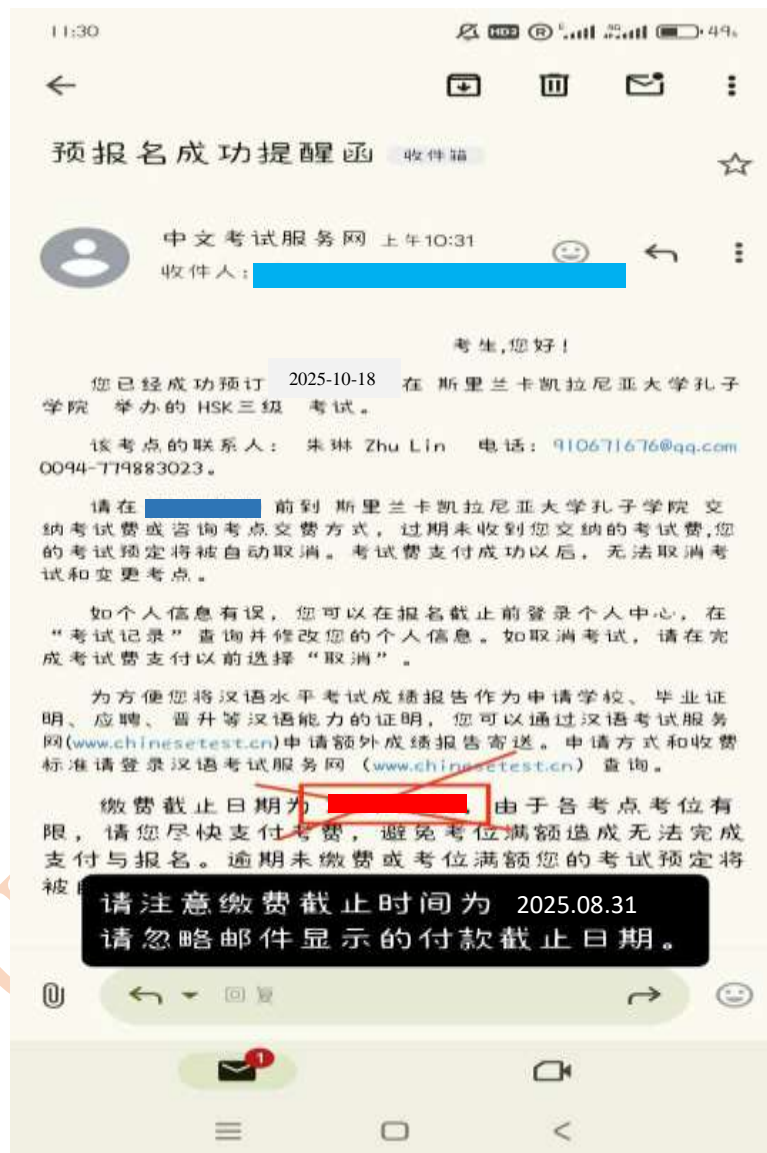 11:30
49
预报名成功提醒函 收件箱
中文考试服务网 上午10:31
收件人:
考生,您好!
您已经成功预订 2025-10-18 在 斯里兰卡凯拉尼亚大学孔子
学院 举办的 HSK三级 考试。
该考点的联系人: 朱琳 Zhu Lin 电话: 910671676@qq.com
0094-779883023。
请在 前到 斯里兰卡凯拉尼亚大学孔子学院 交
纳考试费或咨询考点交费方式, 过期未收到您交纳的考试费,您
的考试预定将被自动取消。考试费支付成功以后, 无法取消考
试和变更考点。
如个人信息有误, 您可以在报名截止前登录个人中心, 在
“考试记录” 查询并修改您的个人信息。如取消考试, 请在完
成考试费支付以前选择“取消” 。
为方便您将汉语水平考试成绩报告作为申请学校、毕业证
明、应聘、晋升等汉语能力的证明, 您可以通过汉语考试服务
网(www.chinesetest.cn)申请额外成绩报告寄送。申请方式和收费
标准请登录汉语考试服务网 (www.chinesetest.cn) 查询。
缴费截止日期为 由于各考点考位有
限, 请您尽快支付考费, 避免考位满额造成无法完成
支付与报名。逾期未缴费或考位满额您的考试预定将
被
请注意缴费截止时间为 2025.08.31
请忽略邮件显示的付款截止日期。
回复
1